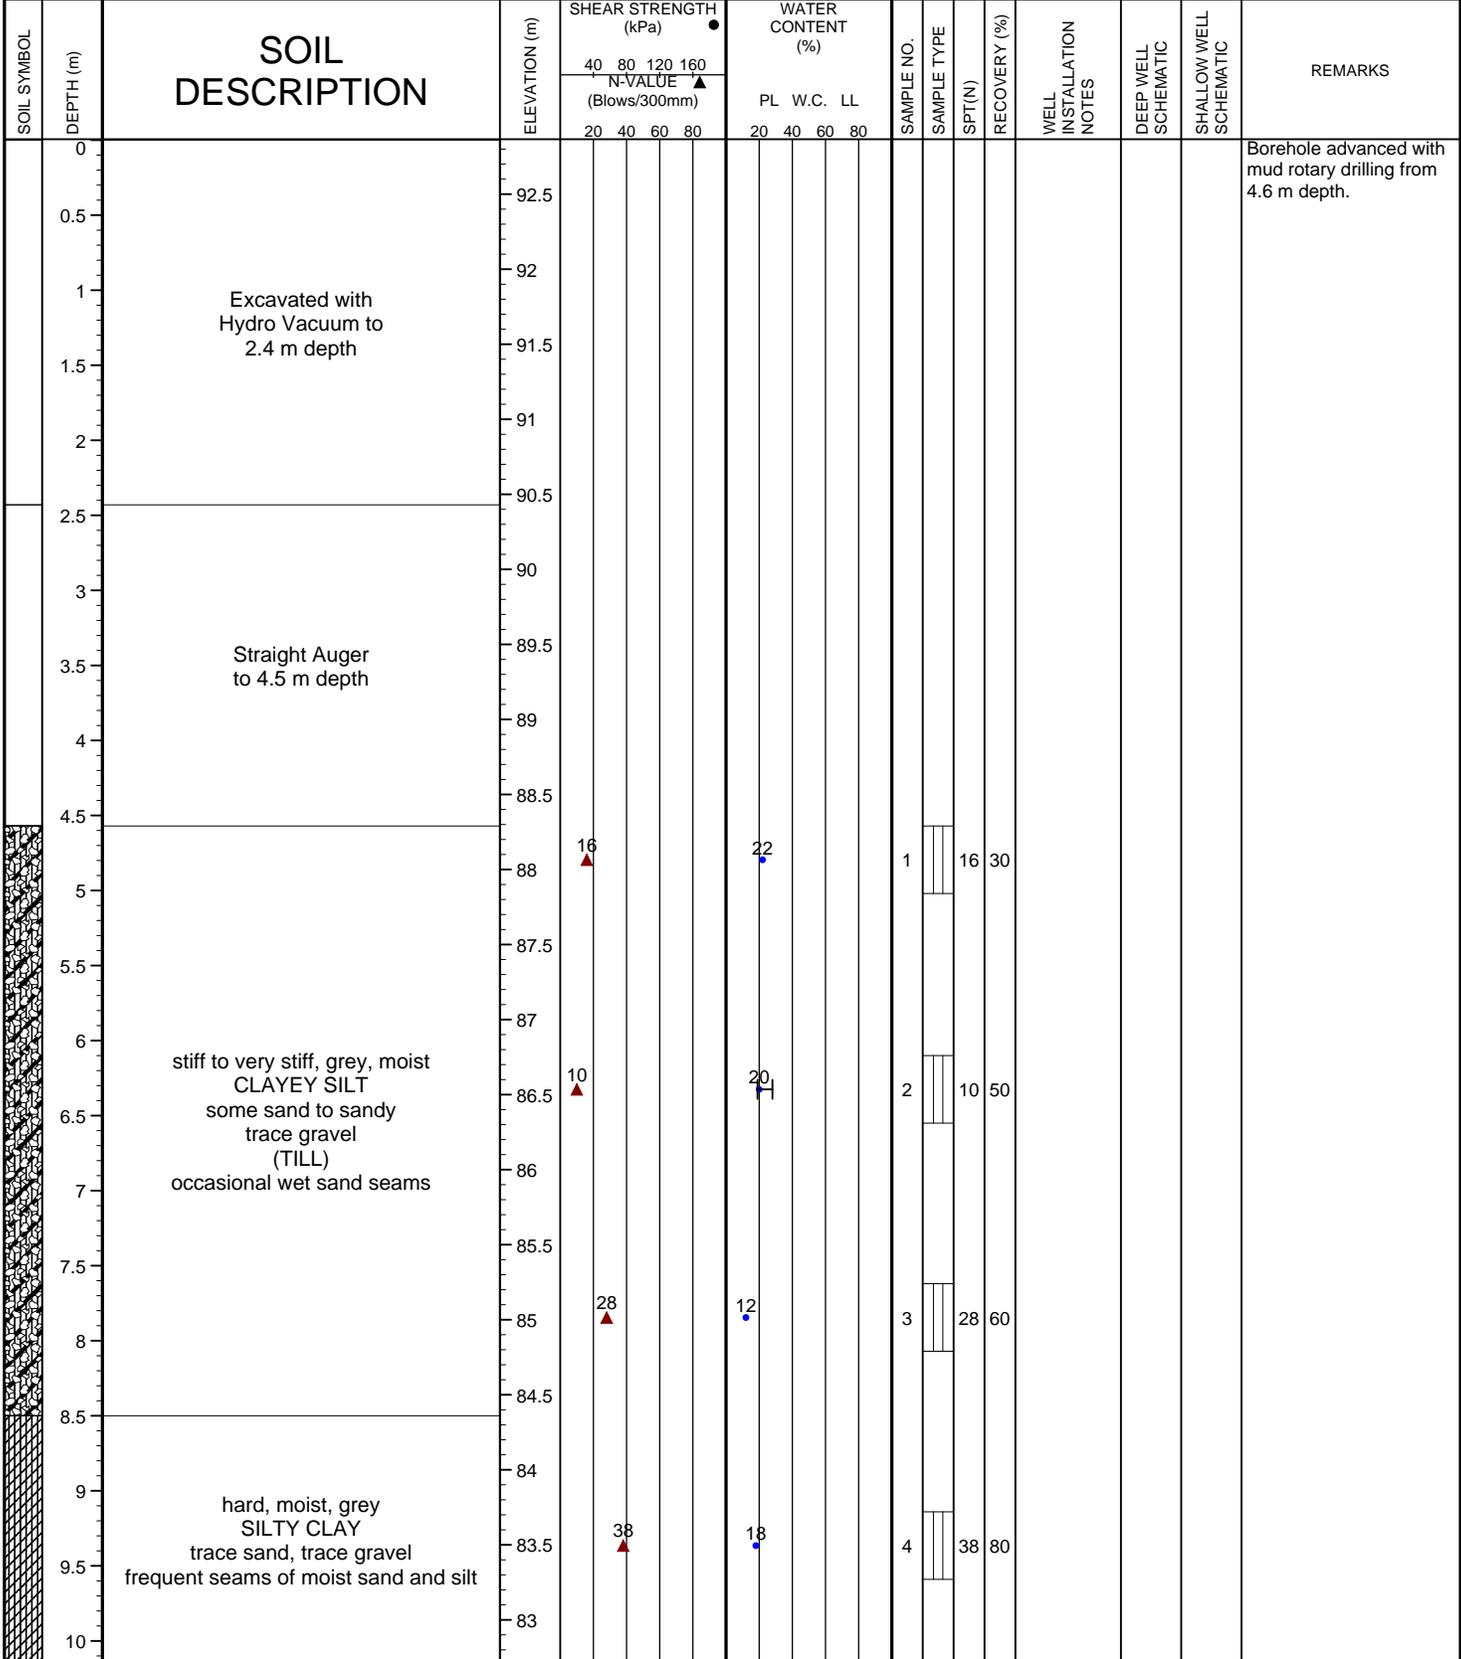 SOIL SYMBOL
DEPTH (m)
SOIL
DESCRIPTION
ELEVATION (m)
SHEAR STRENGTH
(kPa)
40 80 120 160
N-VALUE
(Blows/300mm)
20 40 60 80
WATER
CONTENT
(%)
PL W.C. LL
20 40 60 80
SAMPLE NO.
SAMPLE TYPE
SPT(N)
RECOVERY (%)
WELL
INSTALLATION
NOTES
DEEP WELL
SCHEMATIC
SHALLOW WELL
SCHEMATIC
REMARKS
0
0.5
1
1.5
2
2.5
3
3.5
4
4.5
5
5.5
6
6.5
7
7.5
8
8.5
9
9.5
10
Excavated with
Hydro Vacuum to
2.4 m depth
Straight Auger
to 4.5 m depth
stiff to very stiff, grey, moist
CLAYEY SILT
some sand to sandy
trace gravel
(TILL)
occasional wet sand seams
hard, moist, grey
SILTY CLAY
trace sand, trace gravel
frequent seams of moist sand and silt
92.5
92
91.5
91
90.5
90
89.5
89
88.5
88
87.5
87
86.5
86
85.5
85
84.5
84
83.5
83
16 22 1 16 30
10 20 2 10 50
28 12 3 28 60
38 18 4 38 80
Borehole advanced with
mud rotary drilling from
4.6 m depth.